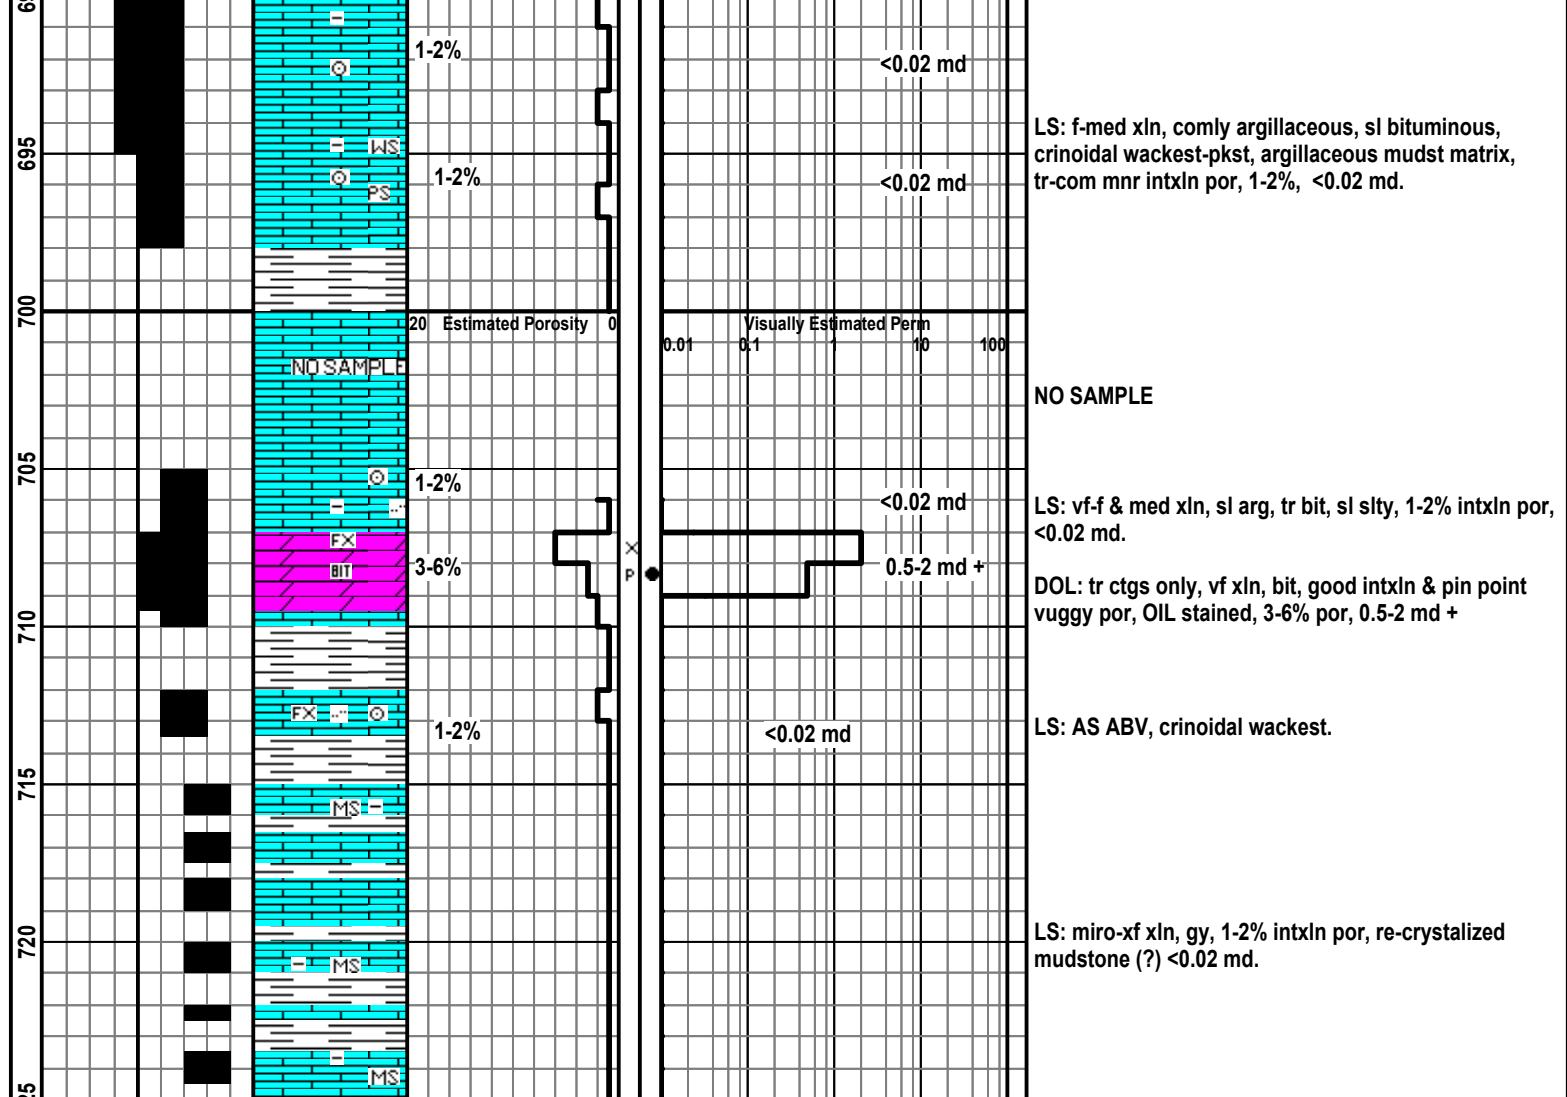 1-2%
<0.02 md
LS: f-med xln, comly argillaceous, sl bituminous,
crinoidal wackest-pkst, argillaceous mudst matrix,
tr-com mnr intxln por, 1-2%, <0.02 md.
695
WS
1-2%
<0.02 md
PS
700
20 Estimated Porosity 0
Visually Estimated Perm
0.01 0.1 1 10 100
NO SAMPLE
NO SAMPLE
705
1-2%
<0.02 md
LS: vf-f & med xln, sl arg, tr bit, sl slty, 1-2% intxln por,
<0.02 md.
FX
BIT
3-6%
X
P
0.5-2 md +
DOL: tr ctgs only, vf xln, bit, good intxln & pin point
vuggy por, OIL stained, 3-6% por, 0.5-2 md +
710
FX
1-2%
<0.02 md
LS: AS ABV, crinoidal wackest.
715
MS
720
LS: miro-xf xln, gy, 1-2% intxln por, re-crystalized
mudstone (?) <0.02 md.
MS
MS